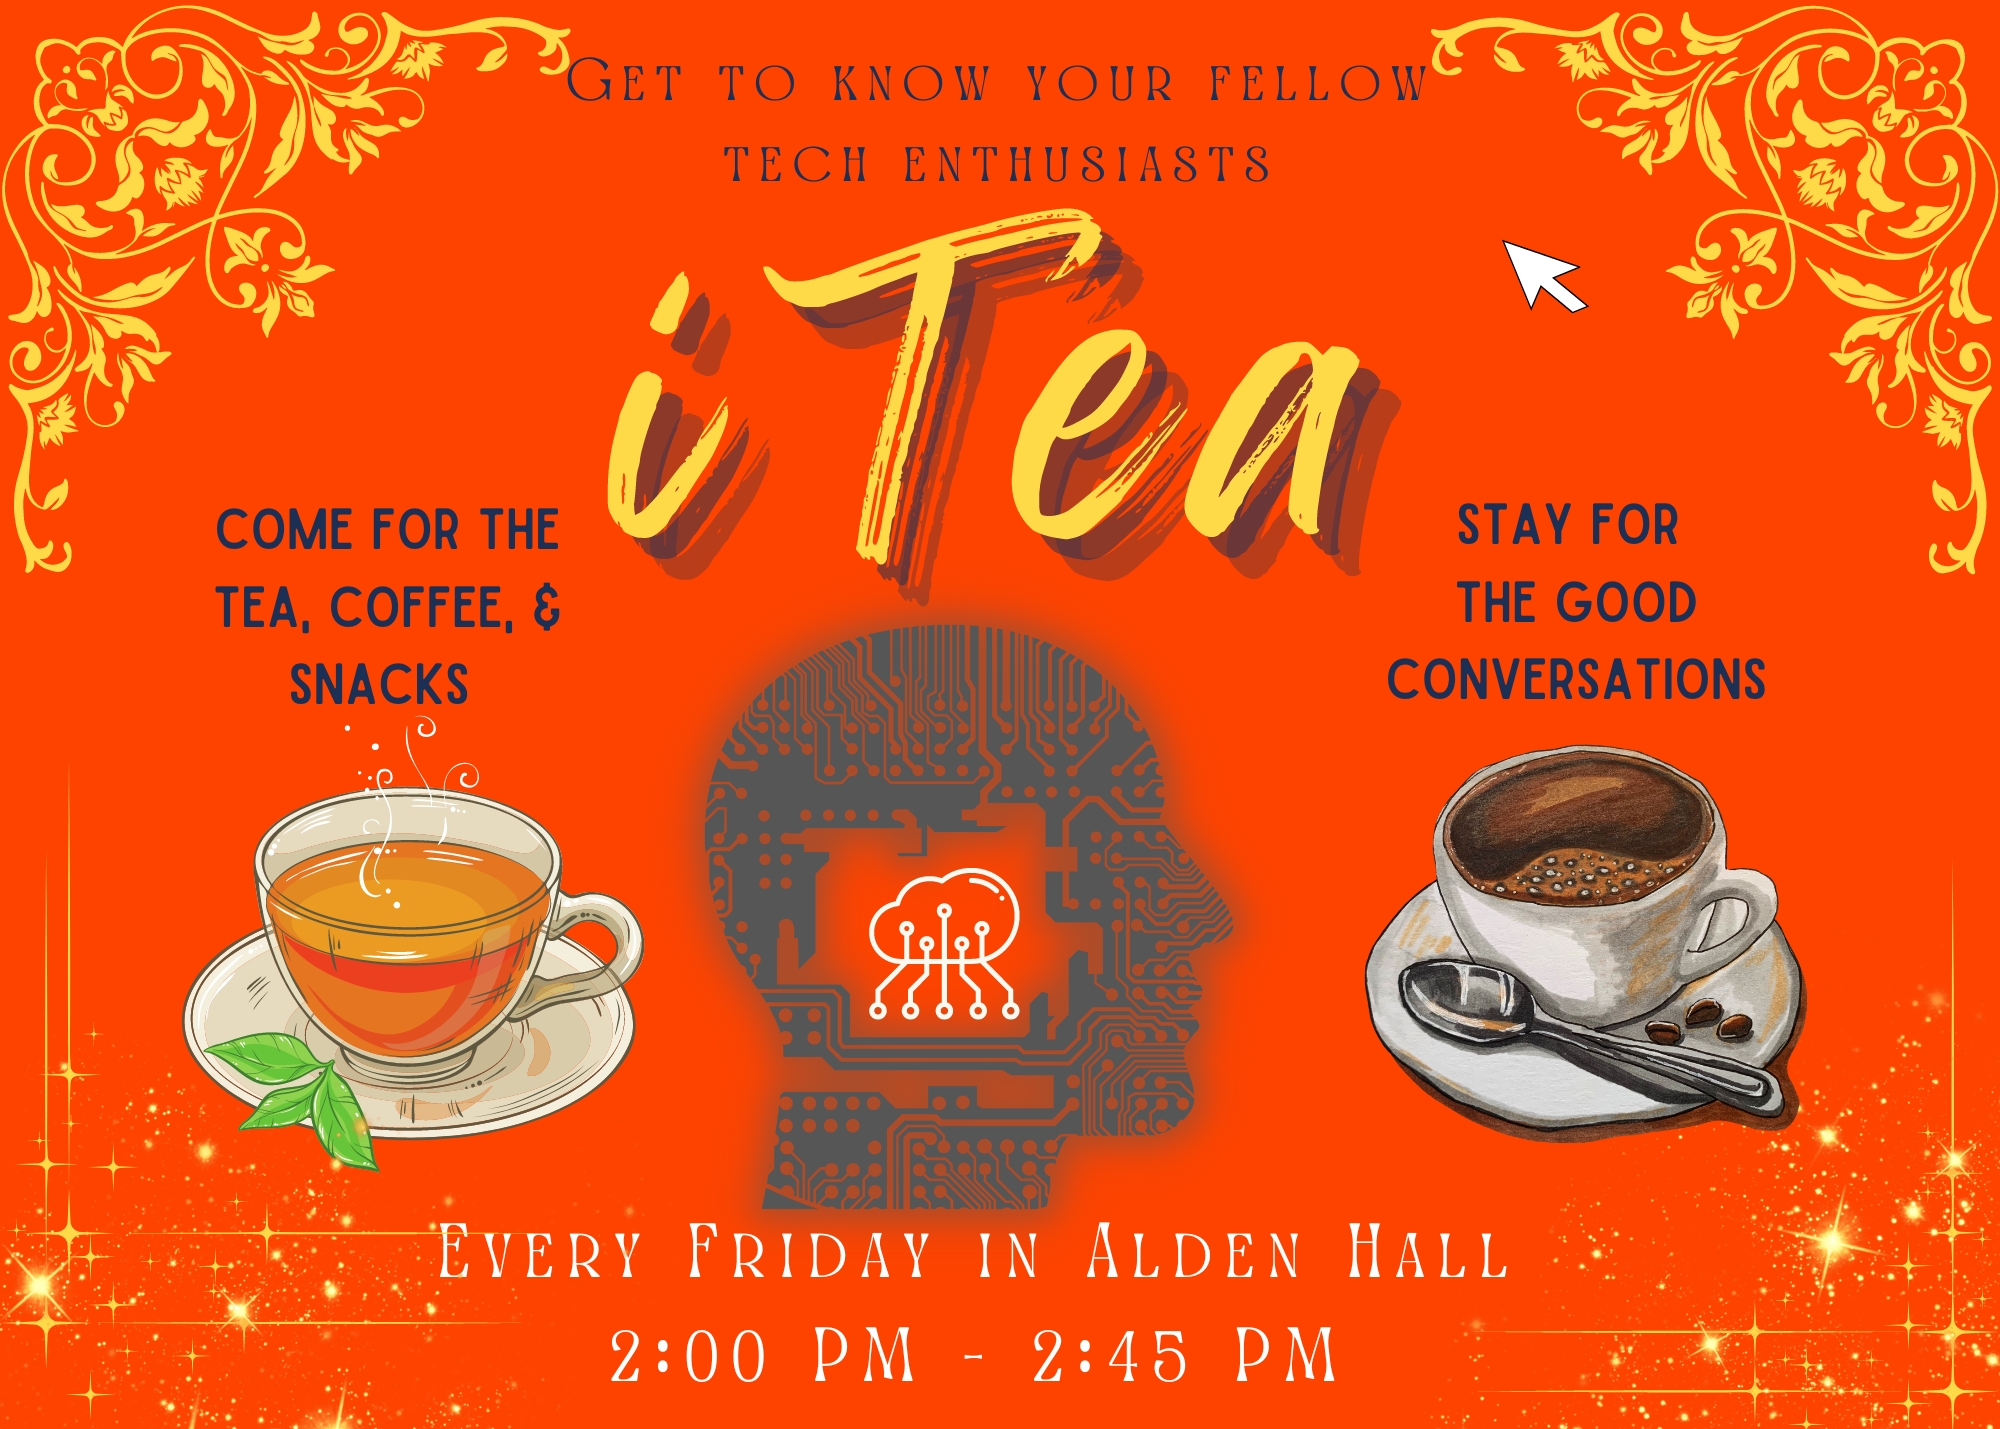 Get to know your fellow
tech enthusiasts
iTea
COME FOR THE
TEA, COFFEE, &
SNACKS
STAY FOR
THE GOOD
CONVERSATIONS
Every Friday in Alden Hall
2:00 PM - 2:45 PM